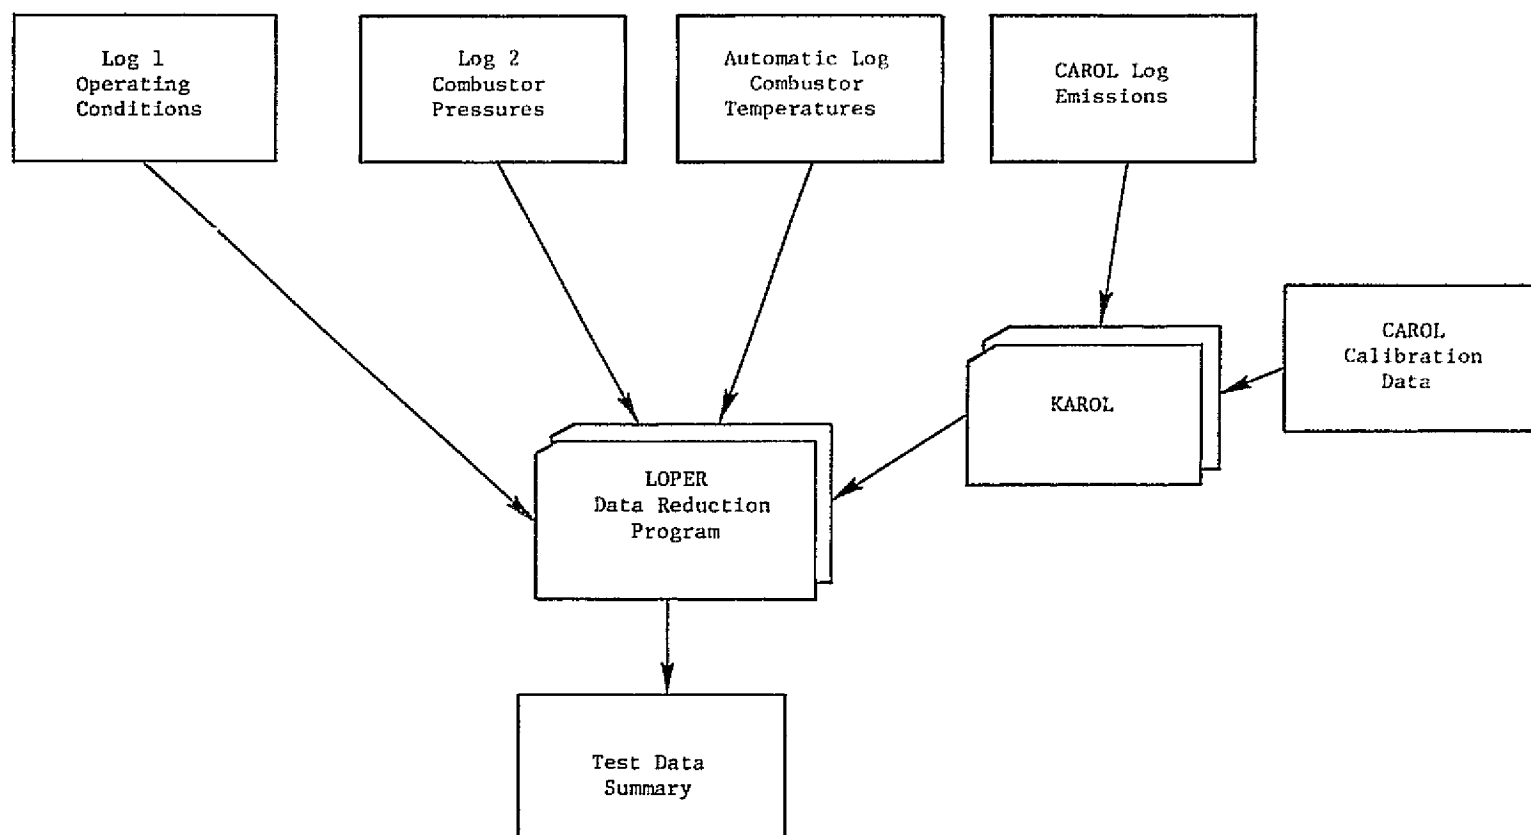 Log 1
Operating
Conditions
Log 2
Combustor
Pressures
Automatic Log
Combustor
Temperatures
CAROL Log
Emissions
CAROL
Calibration
Data
KAROL
LOPER
Data Reduction
Program
Test Data
Summary